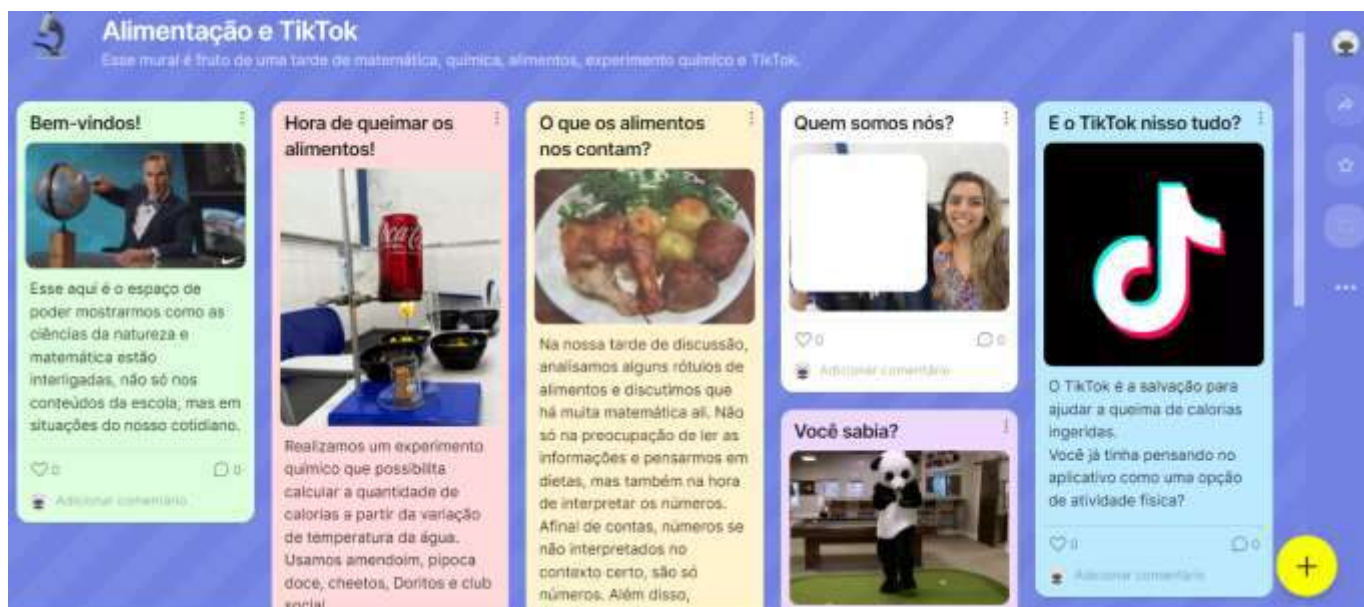 Alimentação e TikTok
Esse mural é fruto de uma tarde de matemática, química, alimentos, experimento químico e TikTok.
Bem-vindos!
Esse aqui é o espaço de
poder mostrarmos como as
ciências da natureza e
matemática estão
interligadas, não só nos
conteúdos da escola, mas em
situações do nosso cotidiano.
0 0
Adicionar comentário
Hora de queimar os
alimentos!
Coca
Realizamos um experimento
químico que possibilita
calcular a quantidade de
calorias a partir da variação
de temperatura da água.
Usamos amendoim, pipoca
doce, cheetos, Doritos e club
social
O que os alimentos
nos contam?
Na nossa tarde de discussão,
analisamos alguns rótulos de
alimentos e discutimos que
há muita matemática ali. Não
só na preocupação de ler as
informações e pensarmos em
dietas, mas também na hora
de interpretar os números.
Afinal de contas, números se
não interpretados no
contexto certo, são só
números. Além disso,
Quem somos nós?
0 0
Adicionar comentário
Você sabia?
E o TikTok nisso tudo?
O TikTok é a salvação para
ajudar a queima de calorias
ingeridas.
Você já tinha pensando no
aplicativo como uma opção
de atividade física?
0 0
Adicionar comentário